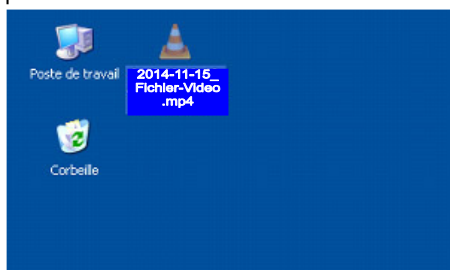 Poste de travail
2014-11-15_
Fichier-Video
.mp4
Corbeille